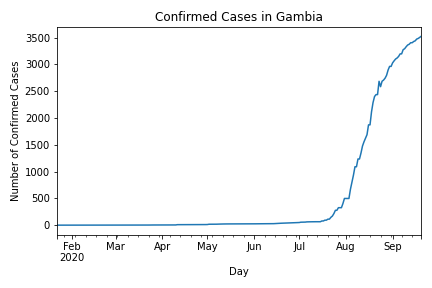 Confirmed Cases in Gambia
Number of Confirmed Cases
3500
3000
2500
2000
1500
1000
500
0
Feb Mar Apr May Jun Jul Aug Sep
2020
Day